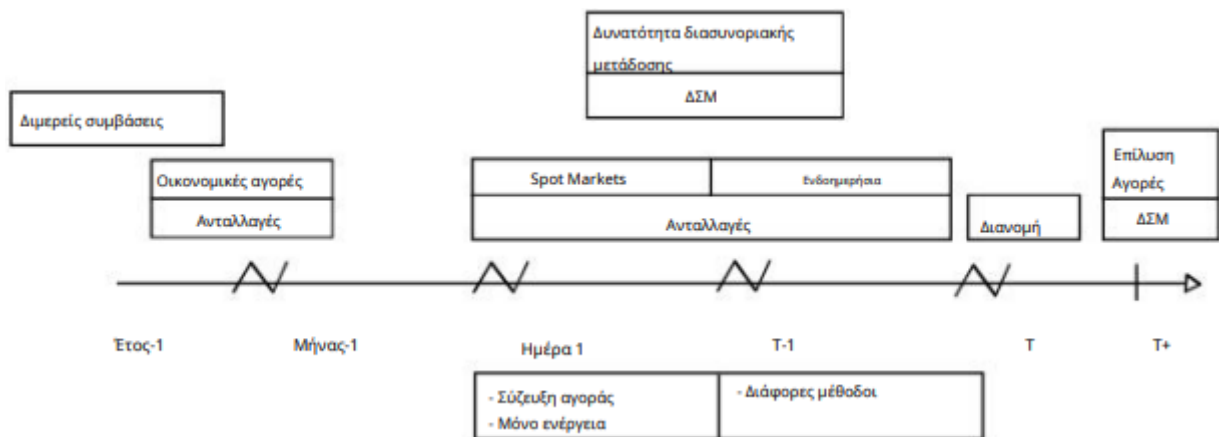 Δυνατότητα διασυνοριακής
μετάδοσης
ΔΣΜ
Διμερείς συμβάσεις
Οικονομικές αγορές
Ανταλλαγές
Spot Markets
Ενδοημερήσια
Ανταλλαγές
Διανομή
Επίλυση
Αγορές
ΔΣΜ
Έτος-1
Μήνας-1
Ημέρα 1
T-1
T
T+
- Σύζευξη αγοράς
- Μόνο ενέργεια
- Διάφορες μέθοδοι